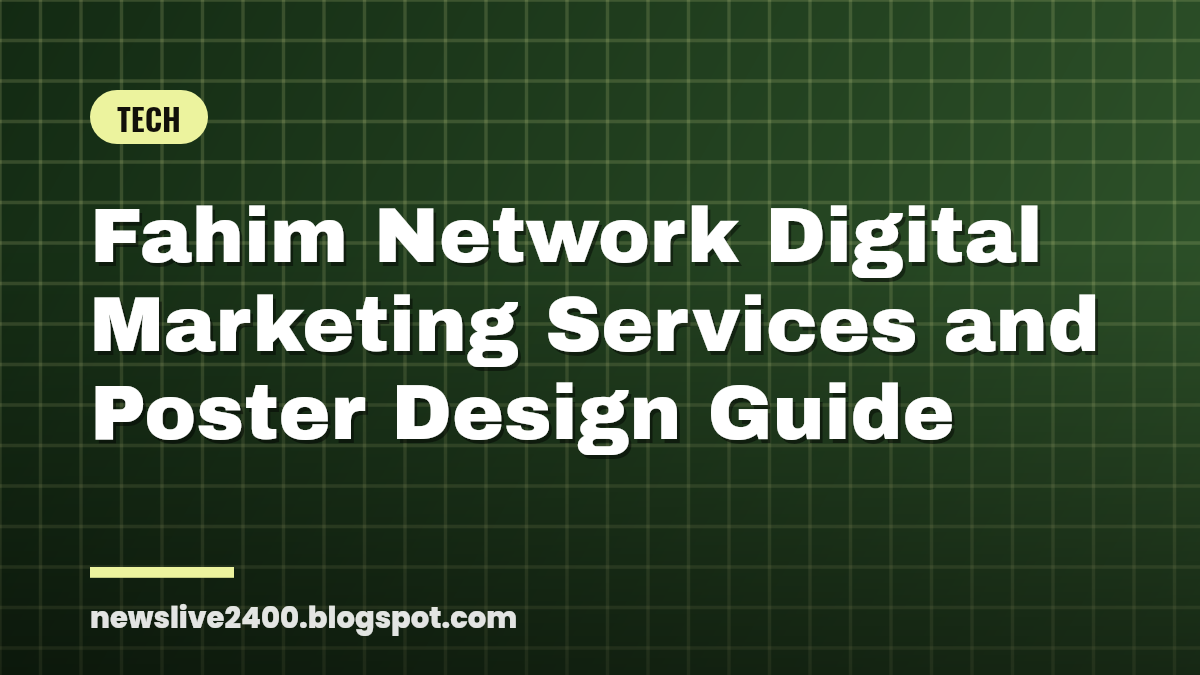 TECH
Fahim Network Digital
Marketing Services and
Poster Design Guide
newslive2400.blogspot.com